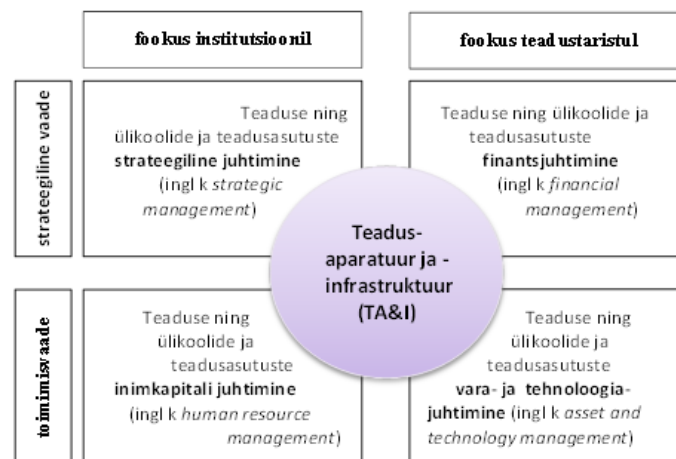 fookus institutsioonil
fookus teadustaristul
strateegiline vaade
Teaduse ning
ülikoolide ja teadusasutuste
strateegiline juhtimine
(ingl k strategic
management)
Teaduse ning ülikoolide ja
teadusasutuste
finantsjuhtimine
(ingl k financial
management)
Teadus-
aparatuur ja -
infrastruktuur
(TA&I)
toimimisvaade
Teaduse ning
ülikoolide ja
teadusasutuste
inimkapitali juhtimine
(ingl k human resource
management)
Teaduse ning
ülikoolide ja
teadusasutuste
vara- ja tehnoloogia-
juhtimine (ingl k asset and
technology management)